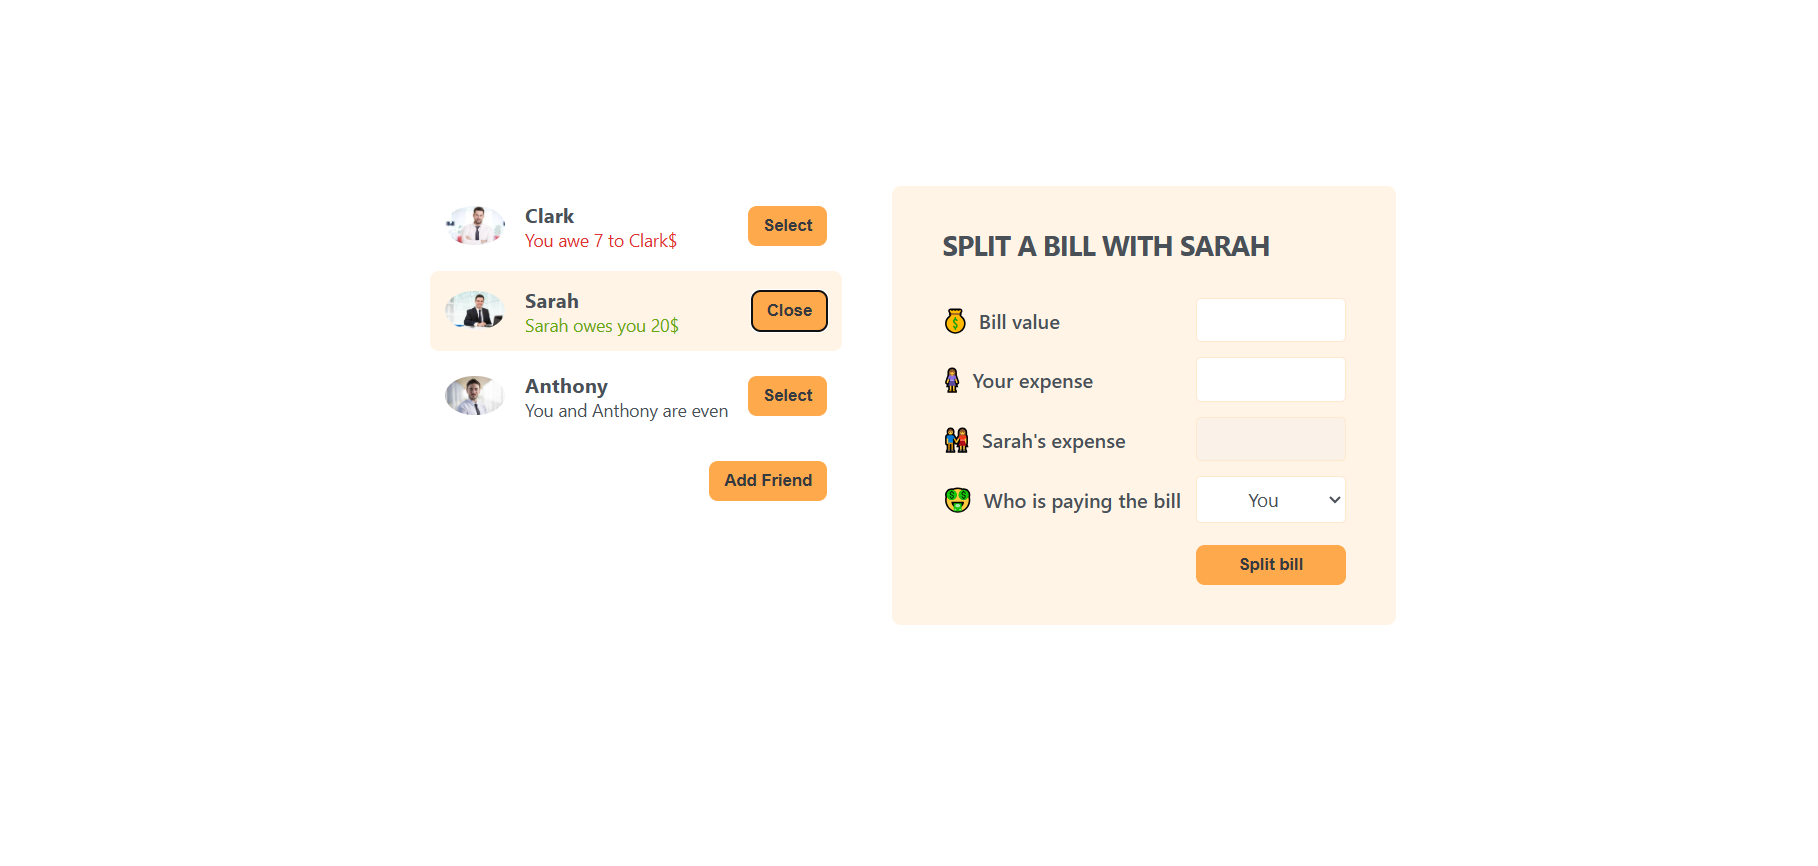 Clark
You awe 7 to Clark$
Select
Sarah
Sarah owes you 20$
Close
Anthony
You and Anthony are even
Select
Add Friend
SPLIT A BILL WITH SARAH
💰 Bill value
🧍‍♀️ Your expense
👫 Sarah's expense
🤑 Who is paying the bill
You
Split bill